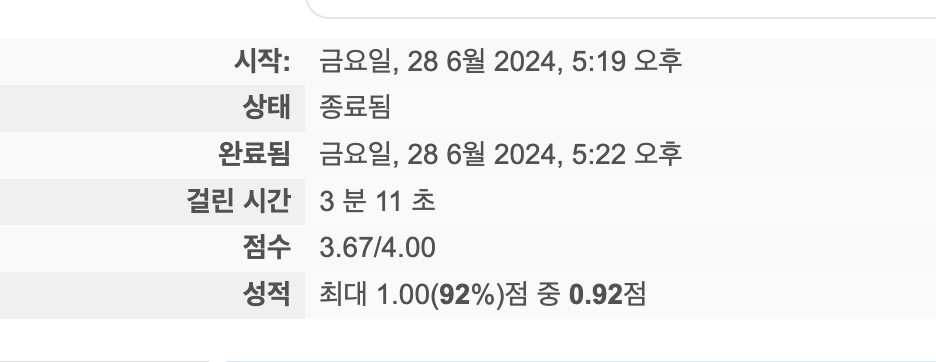 시작: 금요일, 28 6월 2024, 5:19 오후
상태 종료됨
완료됨 금요일, 28 6월 2024, 5:22 오후
걸린 시간 3 분 11 초
점수 3.67/4.00
성적 최대 1.00(92%)점 중 0.92점